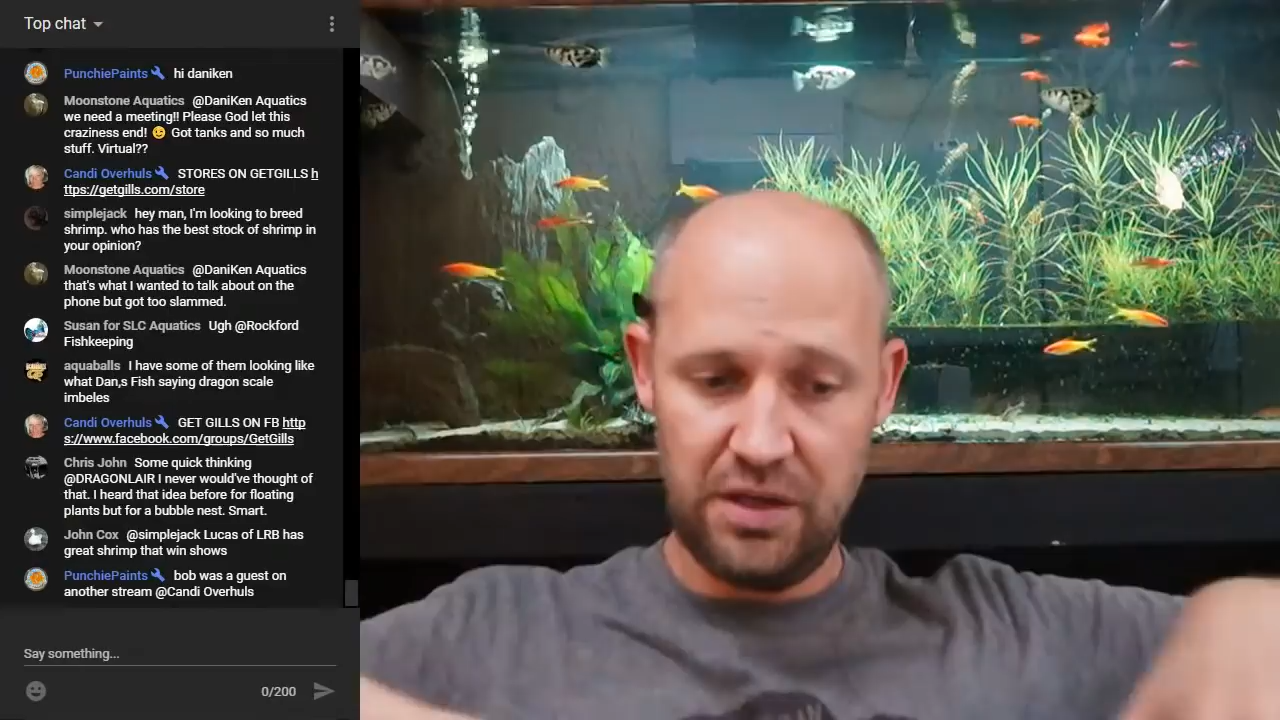 Top chat
PunchiePaints hi daniken
Moonstone Aquatics @DaniKen Aquatics
we need a meeting!! Please God let this
craziness end! 😉 Got tanks and so much
stuff. Virtual??
Candi Overhuls STORES ON GETGILLS h
ttps://getgills.com/store
simplejack hey man, I'm looking to breed
shrimp. who has the best stock of shrimp in
your opinion?
Moonstone Aquatics @DaniKen Aquatics
that's what I wanted to talk about on the
phone but got too slammed.
Susan for SLC Aquatics Ugh @Rockford
Fishkeeping
aquaballs I have some of them looking like
what Dan,s Fish saying dragon scale
imbeles
Candi Overhuls GET GILLS ON FB http
s://www.facebook.com/groups/GetGills
Chris John Some quick thinking
@DRAGONLAIR I never would've thought of
that. I heard that idea before for floating
plants but for a bubble nest. Smart.
John Cox @simplejack Lucas of LRB has
great shrimp that win shows
PunchiePaints bob was a guest on
another stream @Candi Overhuls
Say something...
0/200